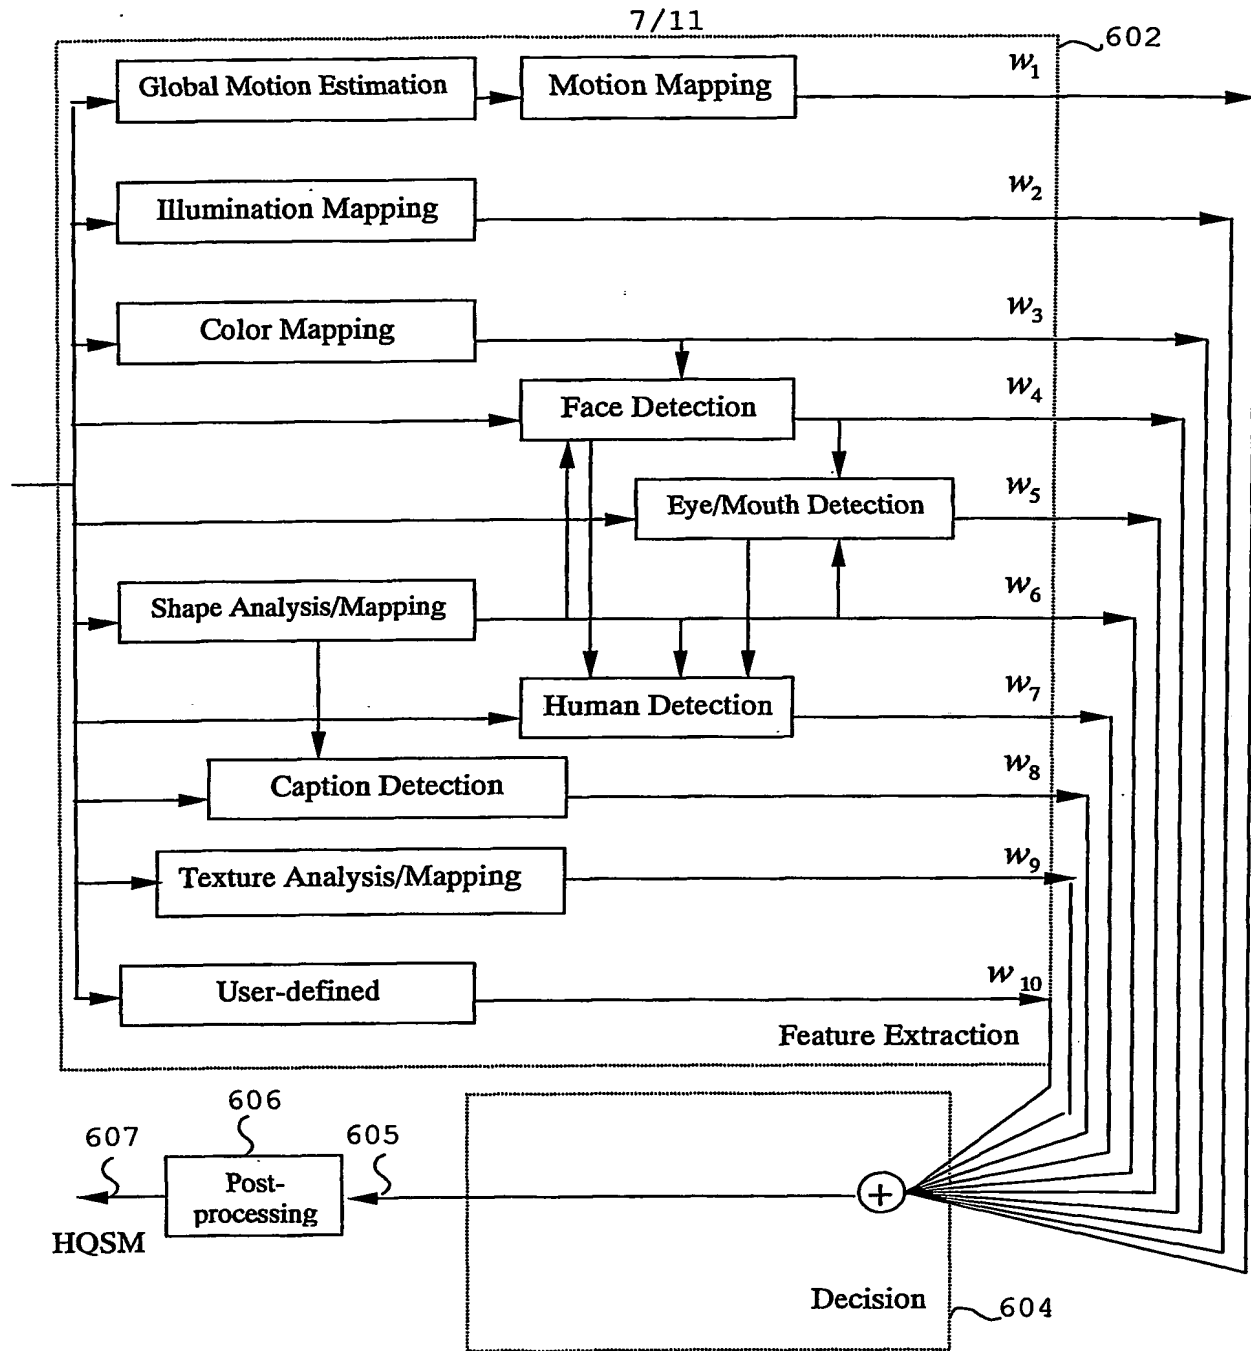 7/11
602
Global Motion Estimation
Motion Mapping
w1
Illumination Mapping
w2
Color Mapping
w3
Face Detection
w4
Eye/Mouth Detection
w5
Shape Analysis/Mapping
w6
Human Detection
w7
Caption Detection
w8
Texture Analysis/Mapping
w9
User-defined
w10
Feature Extraction
606
607
605
Post-
processing
+
HQSM
Decision
604